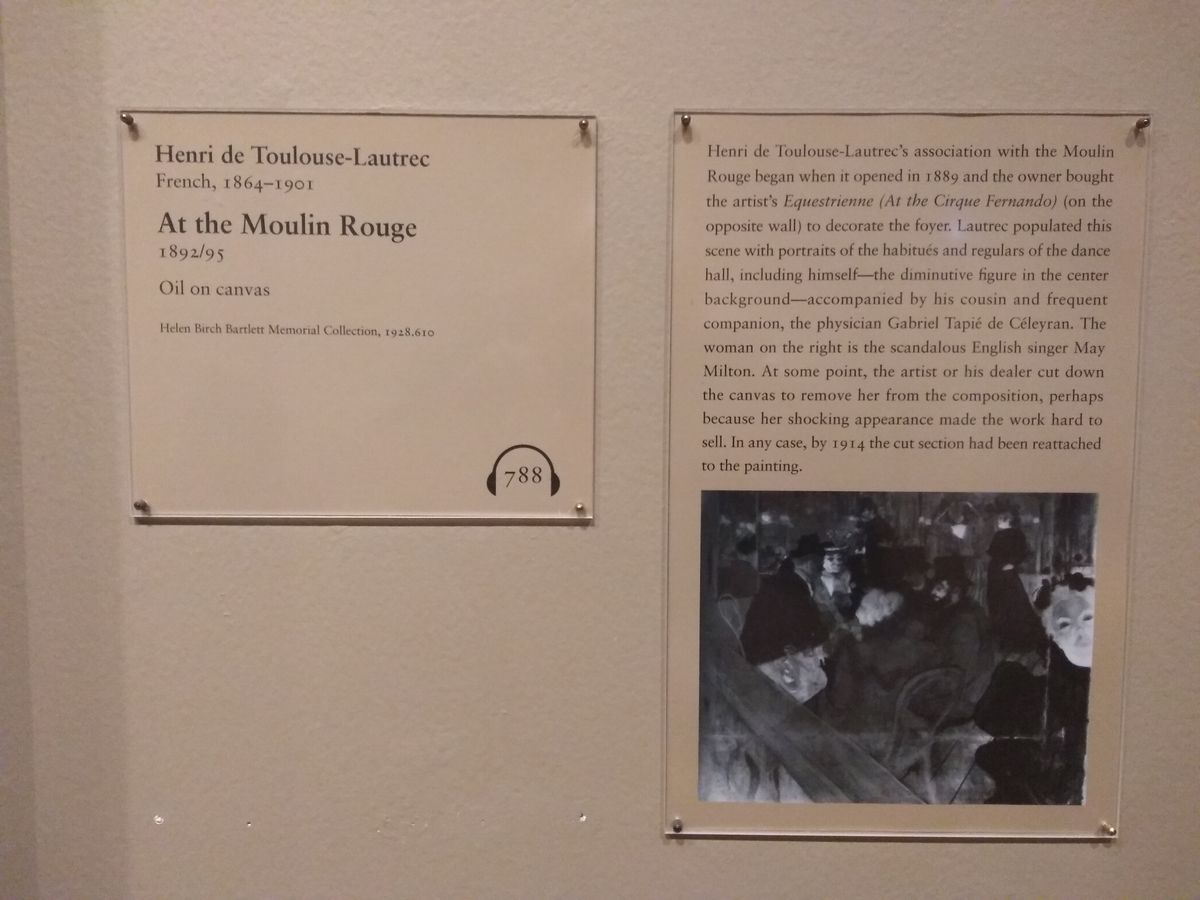 Henri de Toulouse-Lautrec
French, 1864–1901
At the Moulin Rouge
1892/95
Oil on canvas
Helen Birch Bartlett Memorial Collection, 1928.610
788
Henri de Toulouse-Lautrec's association with the Moulin
Rouge began when it opened in 1889 and the owner bought
the artist's Equestrienne (At the Cirque Fernando) (on the
opposite wall) to decorate the foyer. Lautrec populated this
scene with portraits of the habitués and regulars of the dance
hall, including himself—the diminutive figure in the center
background—accompanied by his cousin and frequent
companion, the physician Gabriel Tapié de Céleyran. The
woman on the right is the scandalous English singer May
Milton. At some point, the artist or his dealer cut down
the canvas to remove her from the composition, perhaps
because her shocking appearance made the work hard to
sell. In any case, by 1914 the cut section had been reattached
to the painting.